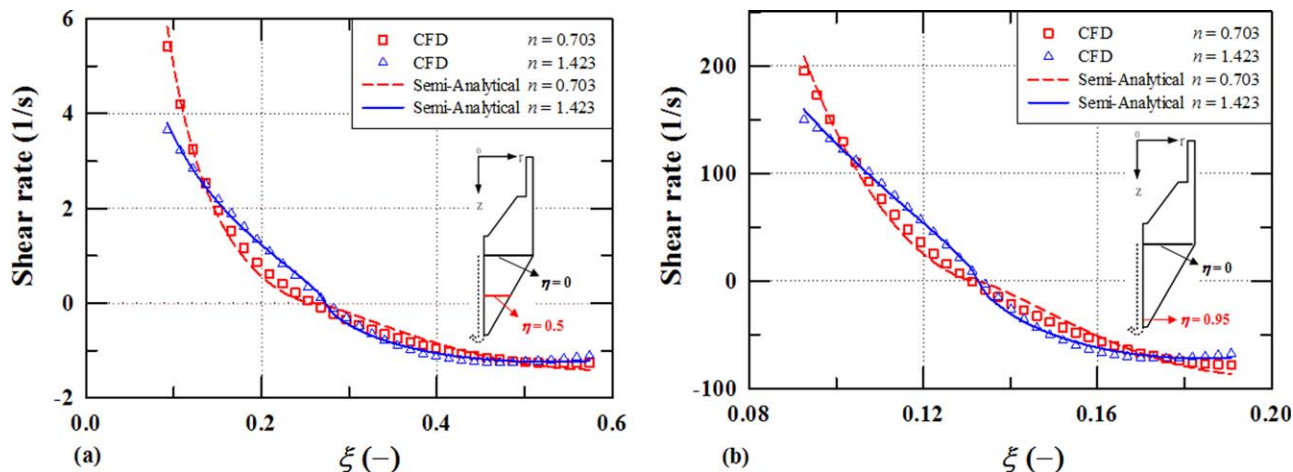 6
4
2
0
-2
Shear rate (1/s)
CFD n = 0.703
CFD n = 1.423
Semi-Analytical n = 0.703
Semi-Analytical n = 1.423
0
r
z
η=0
η=0.5
0.0 0.2 0.4 0.6
(a)
ξ (–)
200
100
0
-100
Shear rate (1/s)
CFD n = 0.703
CFD n = 1.423
Semi-Analytical n = 0.703
Semi-Analytical n = 1.423
0
r
z
η=0
η=0.95
0.08 0.12 0.16 0.20
(b)
ξ (–)